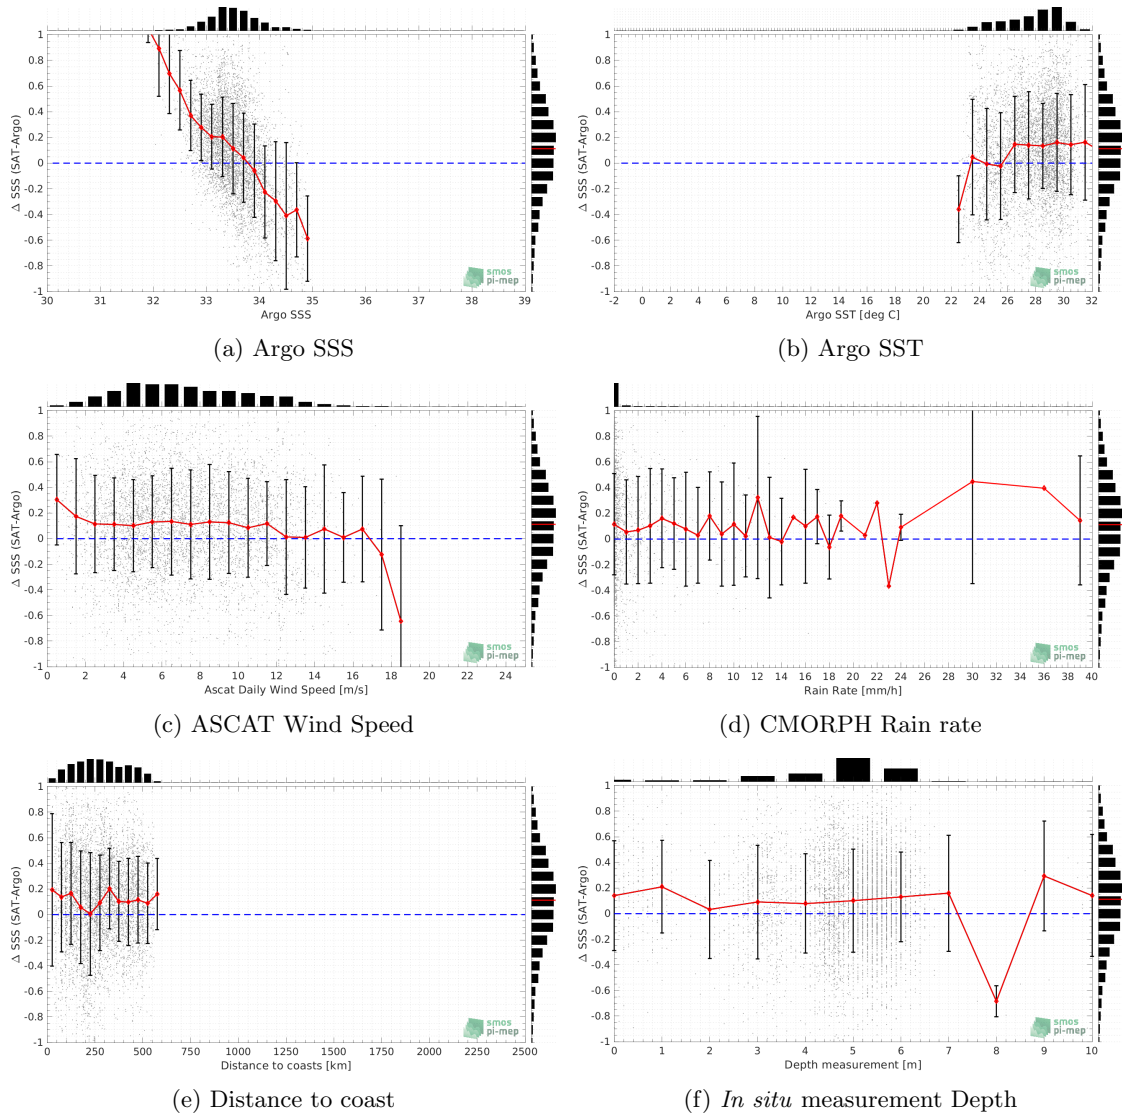 1
0.8
0.6
0.4
0.2
0
-0.2
-0.4
-0.6
-0.8
-1
Δ SSS (SAT-Argo)
30 31 32 33 34 35 36 37 38 39
Argo SSS
smos
pi-mep
(a) Argo SSS
1
0.8
0.6
0.4
0.2
0
-0.2
-0.4
-0.6
-0.8
-1
Δ SSS (SAT-Argo)
-2 0 2 4 6 8 10 12 14 16 18 20 22 24 26 28 30 32
Argo SST [deg C]
smos
pi-mep
(b) Argo SST
1
0.8
0.6
0.4
0.2
0
-0.2
-0.4
-0.6
-0.8
-1
Δ SSS (SAT-Argo)
0 2 4 6 8 10 12 14 16 18 20 22 24
Ascat Daily Wind Speed [m/s]
smos
pi-mep
(c) ASCAT Wind Speed
1
0.8
0.6
0.4
0.2
0
-0.2
-0.4
-0.6
-0.8
-1
Δ SSS (SAT-Argo)
0 2 4 6 8 10 12 14 16 18 20 22 24 26 28 30 32 34 36 38 40
Rain Rate [mm/h]
smos
pi-mep
(d) CMORPH Rain rate
1
0.8
0.6
0.4
0.2
0
-0.2
-0.4
-0.6
-0.8
-1
Δ SSS (SAT-Argo)
0 250 500 750 1000 1250 1500 1750 2000 2250 2500
Distance to coasts [km]
smos
pi-mep
(e) Distance to coast
1
0.8
0.6
0.4
0.2
0
-0.2
-0.4
-0.6
-0.8
-1
Δ SSS (SAT-Argo)
0 1 2 3 4 5 6 7 8 9 10
Depth measurement [m]
smos
pi-mep
(f) In situ measurement Depth